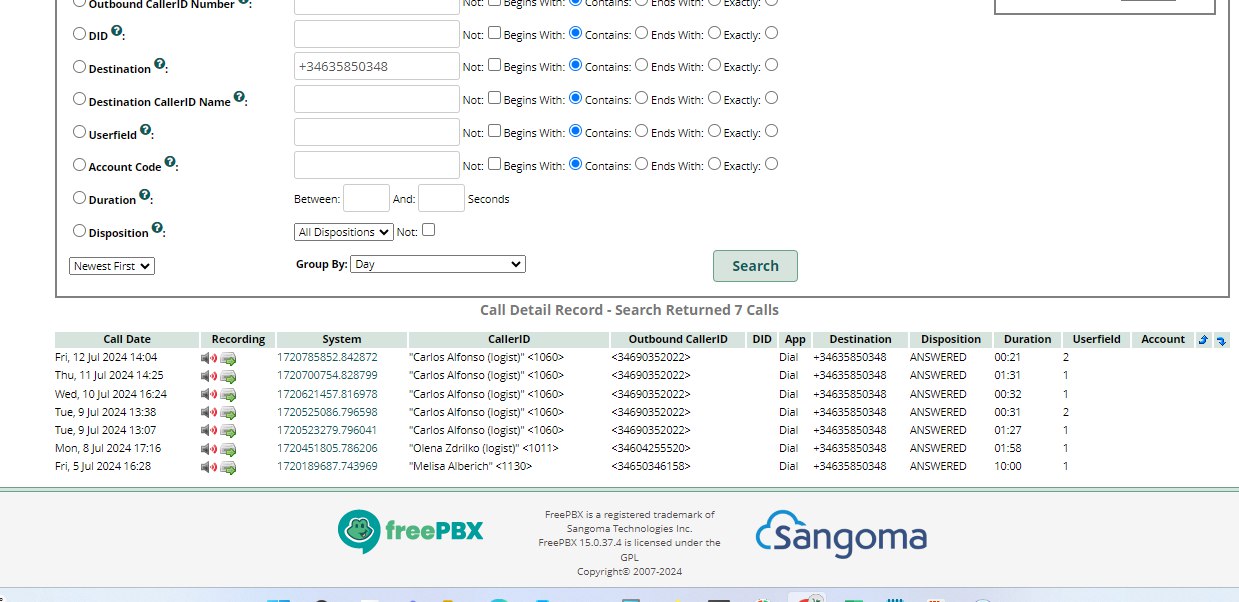 Outbound CallerID Number ?: Not: Begins With: Contains: Ends With: Exactly:
DID ?: Not: Begins With: Contains: Ends With: Exactly:
Destination ?: +34635850348 Not: Begins With: Contains: Ends With: Exactly:
Destination CallerID Name ?: Not: Begins With: Contains: Ends With: Exactly:
Userfield ?: Not: Begins With: Contains: Ends With: Exactly:
Account Code ?: Not: Begins With: Contains: Ends With: Exactly:
Duration ?: Between: And: Seconds
Disposition ?: All Dispositions Not:
Newest First Group By: Day Search
Call Detail Record - Search Returned 7 Calls
Call Date Recording System CallerID Outbound CallerID DID App Destination Disposition Duration Userfield Account
Fri, 12 Jul 2024 14:04 1720785852.842872 "Carlos Alfonso (logist)" <1060> <34690352022> Dial +34635850348 ANSWERED 00:21 2
Thu, 11 Jul 2024 14:25 1720700754.828799 "Carlos Alfonso (logist)" <1060> <34690352022> Dial +34635850348 ANSWERED 01:31 1
Wed, 10 Jul 2024 16:24 1720621457.816978 "Carlos Alfonso (logist)" <1060> <34690352022> Dial +34635850348 ANSWERED 00:32 1
Tue, 9 Jul 2024 13:38 1720525086.796598 "Carlos Alfonso (logist)" <1060> <34690352022> Dial +34635850348 ANSWERED 00:31 2
Tue, 9 Jul 2024 13:07 1720523279.796041 "Carlos Alfonso (logist)" <1060> <34690352022> Dial +34635850348 ANSWERED 01:27 1
Mon, 8 Jul 2024 17:16 1720451805.786206 "Olena Zdrilko (logist)" <1011> <34604255520> Dial +34635850348 ANSWERED 01:58 1
Fri, 5 Jul 2024 16:28 1720189687.743969 "Melisa Alberich" <1130> <34650346158> Dial +34635850348 ANSWERED 10:00 1
freePBX
FreePBX is a registered trademark of
Sangoma Technologies Inc.
FreePBX 15.0.37.4 is licensed under the
GPL
Copyright© 2007-2024
Sangoma